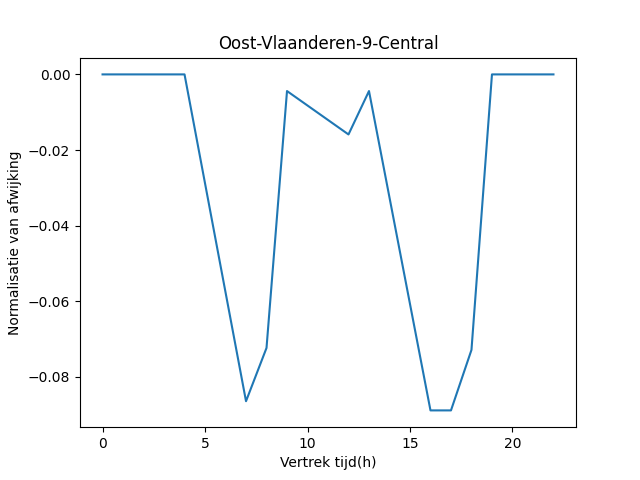 Oost-Vlaanderen-9-Central
0.00
−0.02
−0.04
−0.06
−0.08
Normalisatie van afwijking
0 5 10 15 20
Vertrek tijd(h)